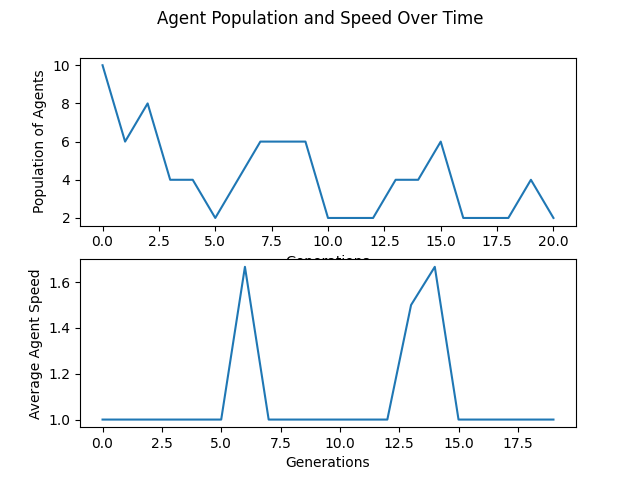 Agent Population and Speed Over Time
Population of Agents
10
8
6
4
2
0.0 2.5 5.0 7.5 10.0 12.5 15.0 17.5 20.0
Generations
Average Agent Speed
1.6
1.4
1.2
1.0
0.0 2.5 5.0 7.5 10.0 12.5 15.0 17.5
Generations